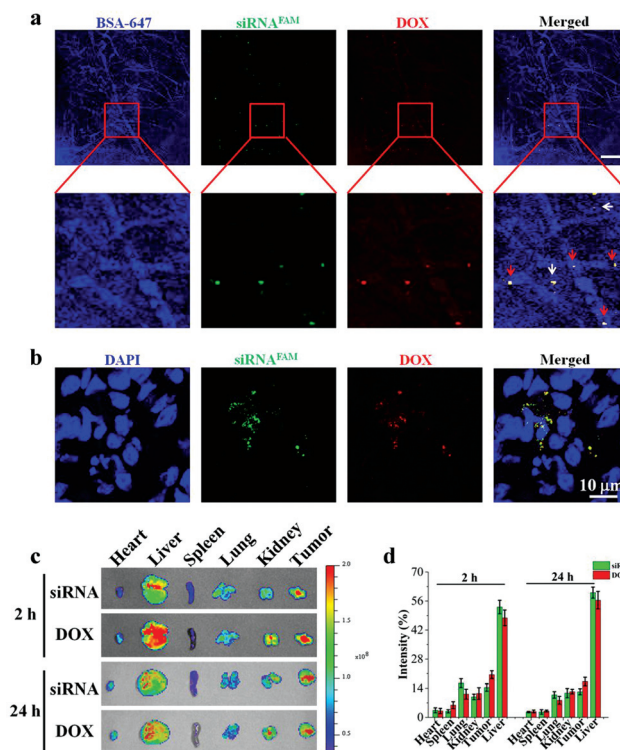 a
BSA-647 siRNAFAM DOX Merged
b
DAPI siRNAFAM DOX Merged
10 μm
c
Heart Liver Spleen Lung Kidney Tumor
2 h
siRNA
DOX
24 h
siRNA
DOX
2.0
1.5
×10⁸
1.0
0.5
d
2 h 24 h
DO
Intensity (%)
70
56
42
28
14
0
Heart Spleen Lung Kidney Tumor Liver Heart Spleen Lung Kidney Tumor Liver